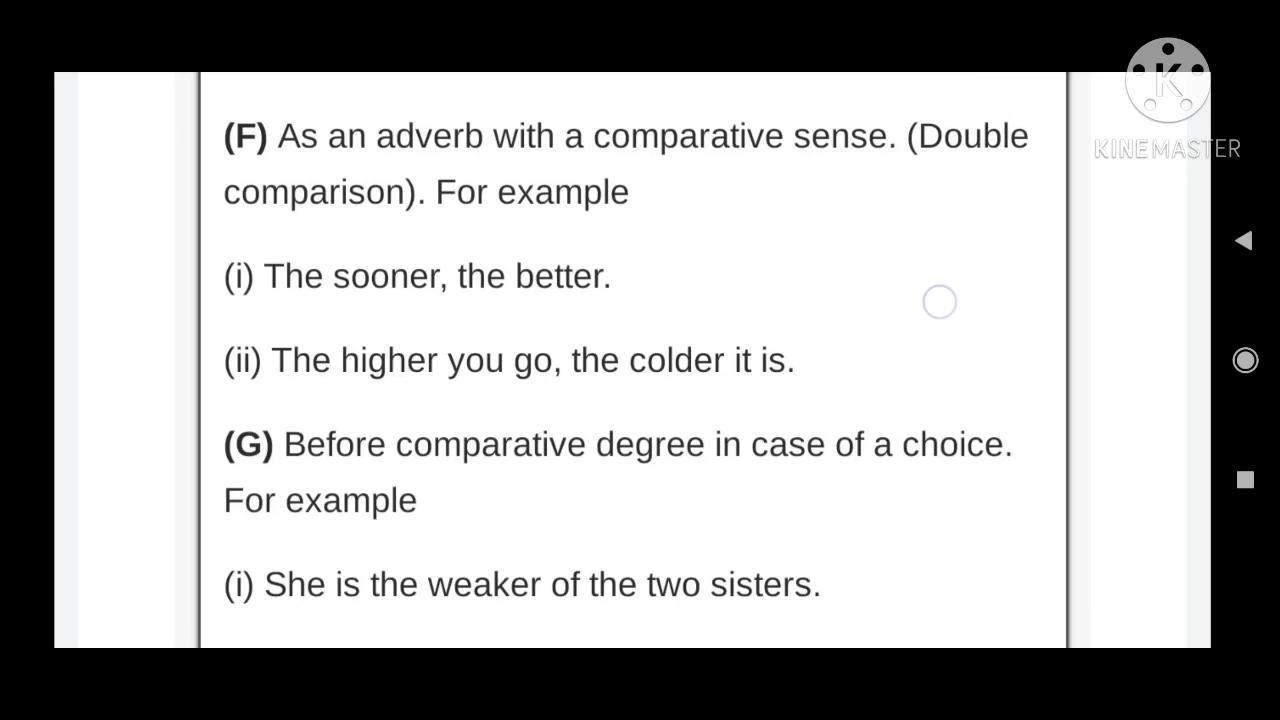 (F) As an adverb with a comparative sense. (Double
comparison). For example
(i) The sooner, the better.
(ii) The higher you go, the colder it is.
(G) Before comparative degree in case of a choice.
For example
(i) She is the weaker of the two sisters.
K
KINEMASTER